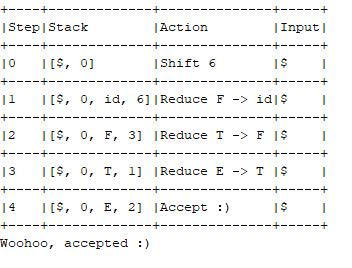 +----+-------------+--------------+-----+
|Step|Stack        |Action        |Input|
+----+-------------+--------------+-----+
|0   |[$, 0]       |Shift 6       |$    |
+----+-------------+--------------+-----+
|1   |[$, 0, id, 6]|Reduce F -> id|$    |
+----+-------------+--------------+-----+
|2   |[$, 0, F, 3] |Reduce T -> F |$    |
+----+-------------+--------------+-----+
|3   |[$, 0, T, 1] |Reduce E -> T |$    |
+----+-------------+--------------+-----+
|4   |[$, 0, E, 2] |Accept :)     |$    |
+----+-------------+--------------+-----+
Woohoo, accepted :)